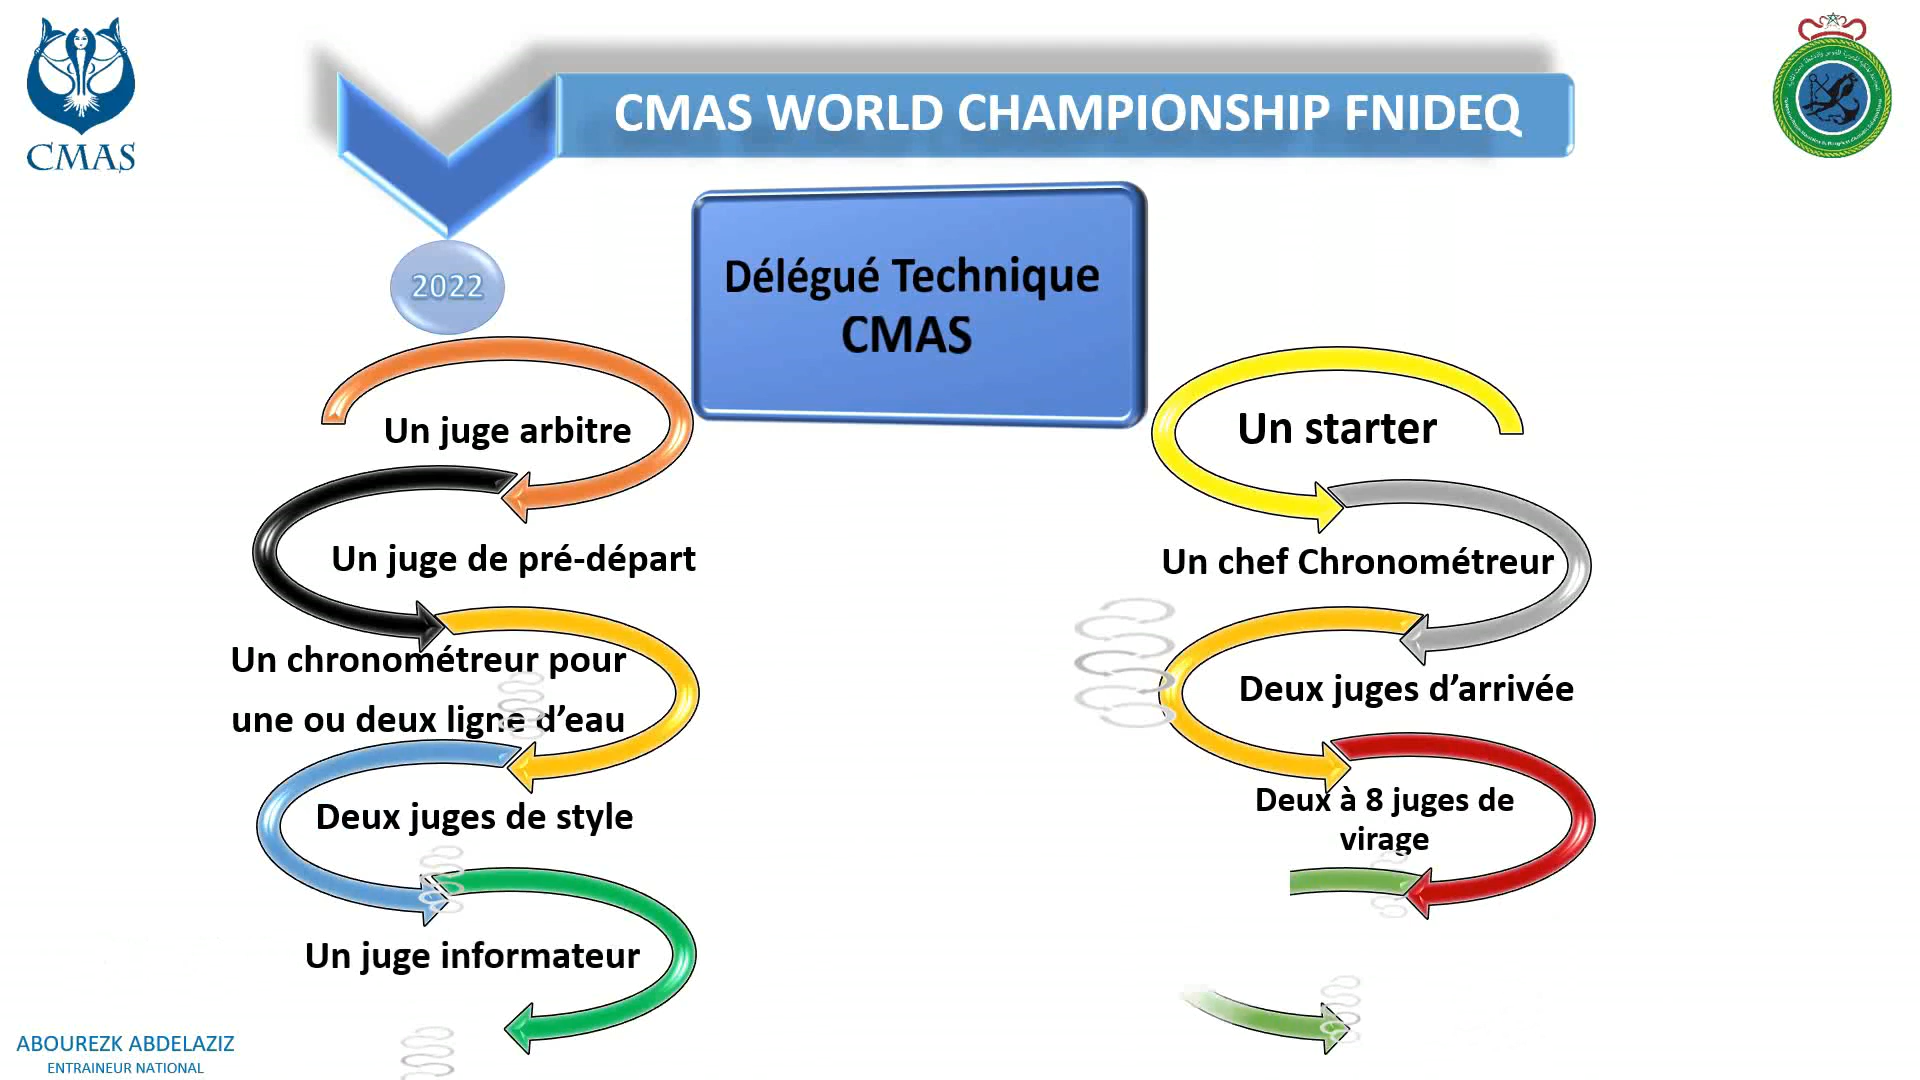 CMAS
CMAS WORLD CHAMPIONSHIP FNIDEQ
2022
Délégué Technique
CMAS
Un juge arbitre
Un juge de pré-départ
Un chronométreur pour
une ou deux ligne d’eau
Deux juges de style
Un juge informateur
Un starter
Un chef Chronométreur
Deux juges d’arrivée
Deux à 8 juges de
virage
ABOUREZK ABDELAZIZ
ENTRAINEUR NATIONAL